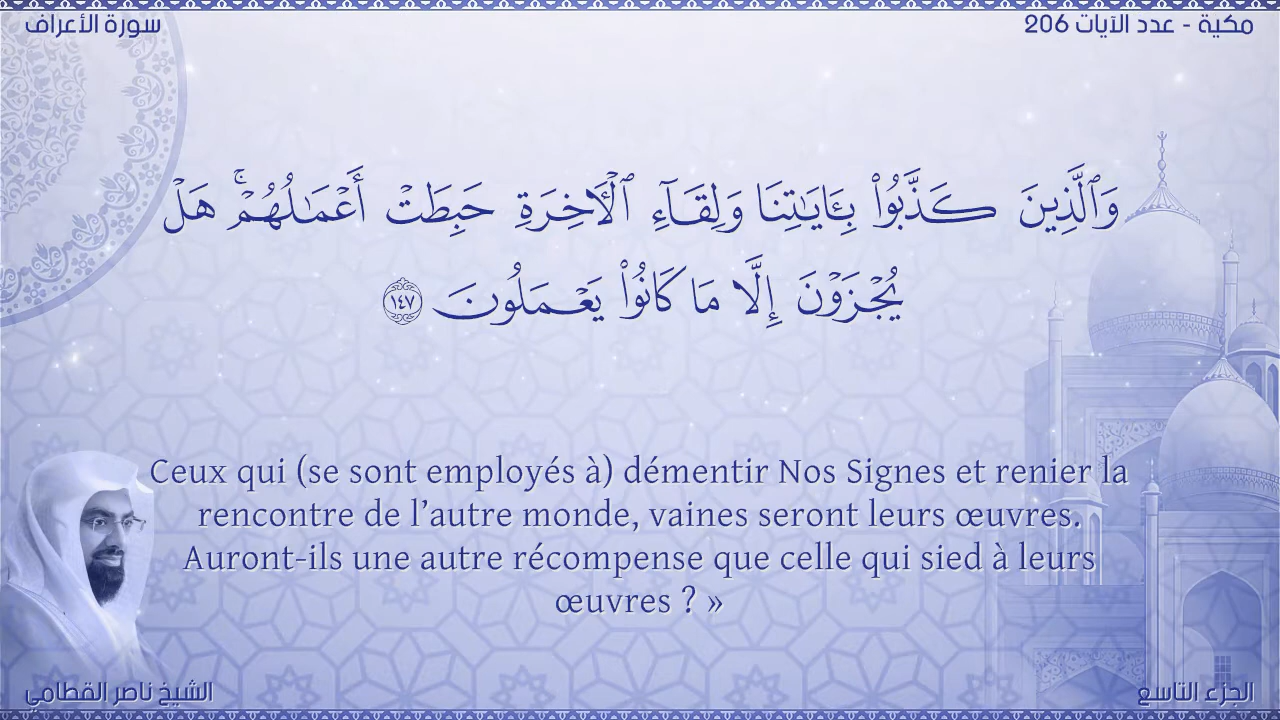 سورة الأعراف
مكية - عدد الآيات 206
وَٱلَّذِينَ كَذَّبُوا۟ بِـَٔايَـٰتِنَا وَلِقَآءِ ٱلْـَٔاخِرَةِ حَبِطَتْ أَعْمَـٰلُهُمْ ۚ هَلْ
يُجْزَوْنَ إِلَّا مَا كَانُوا۟ يَعْمَلُونَ ١٤٧
Ceux qui (se sont employés à) démentir Nos Signes et renier la
rencontre de l’autre monde, vaines seront leurs œuvres.
Auront-ils une autre récompense que celle qui sied à leurs
œuvres ? »
الشيخ ناصر القطامي
الجزء التاسع